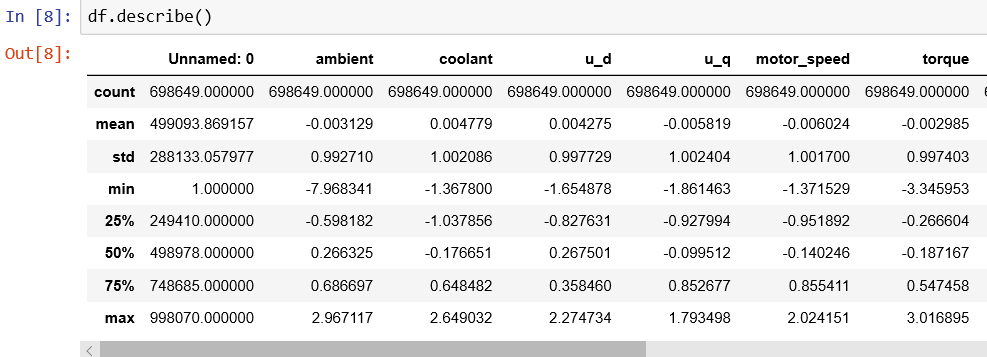 In [8]: df.describe()
Out[8]:
Unnamed: 0 ambient coolant u_d u_q motor_speed torque
count 698649.000000 698649.000000 698649.000000 698649.000000 698649.000000 698649.000000 698649.000000 6
mean 499093.869157 -0.003129 0.004779 0.004275 -0.005819 -0.006024 -0.002985
std 288133.057977 0.992710 1.002086 0.997729 1.002404 1.001700 0.997403
min 1.000000 -7.968341 -1.367800 -1.654878 -1.861463 -1.371529 -3.345953
25% 249410.000000 -0.598182 -1.037856 -0.827631 -0.927994 -0.951892 -0.266604
50% 498978.000000 0.266325 -0.176651 0.267501 -0.099512 -0.140246 -0.187167
75% 748685.000000 0.686697 0.648482 0.358460 0.852677 0.855411 0.547458
max 998070.000000 2.967117 2.649032 2.274734 1.793498 2.024151 3.016895